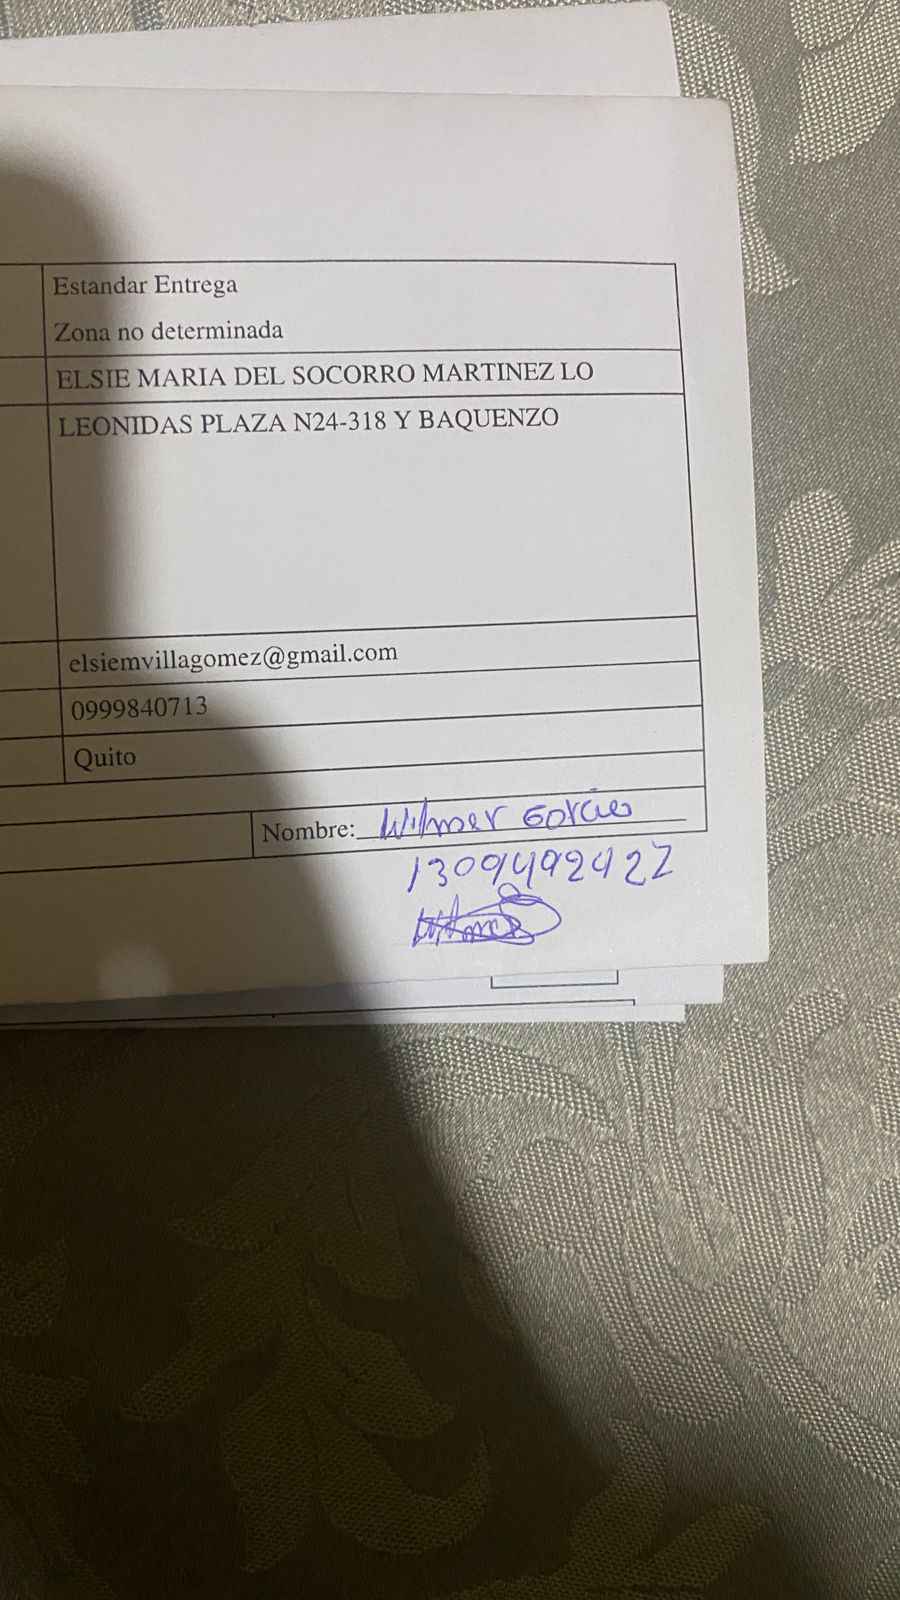 Estandar Entrega
Zona no determinada
ELSIE MARIA DEL SOCORRO MARTINEZ LO
LEONIDAS PLAZA N24-318 Y BAQUENZO
elsiemvillagomez@gmail.com
0999840713
Quito
Nombre: Wilmer Garcia
1309492427